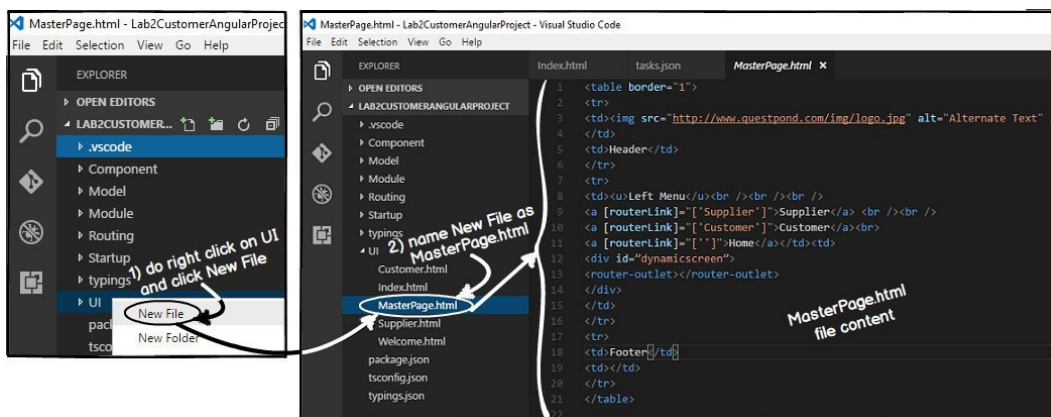 MasterPage.html - Lab2CustomerAngularProjec
File Edit Selection View Go Help
EXPLORER
OPEN EDITORS
LAB2CUSTOMER...
.vscode
Component
Model
Module
Routing
Startup
typings
UI
pac
tsco
New File
New Folder
1) do right click on UI
and click New File
MasterPage.html - Lab2CustomerAngularProject - Visual Studio Code
File Edit Selection View Go Help
EXPLORER
OPEN EDITORS
LAB2CUSTOMERANGULARPROJECT
.vscode
Component
Model
Module
Routing
Startup
typings
UI
Customer.html
Index.html
MasterPage.html
Supplier.html
Welcome.html
package.json
tsconfig.json
typings.json
2) name New File as
MasterPage.html
Index.html tasks.json MasterPage.html ×
1 <table border="1">
2 <tr>
3 <td><img src="http://www.questpond.com/img/logo.jpg" alt="Alternate Text"
4 </td>
5 <td>Header</td>
6 </tr>
7 <tr>
8 <td><u>Left Menu</u><br /><br /><br />
9 <a [routerLink]="['Supplier']">Supplier</a> <br /><br />
10 <a [routerLink]="['Customer']">Customer</a><br>
11 <a [routerLink]="['']">Home</a></td><td>
12 <div id="dynamicscreen">
13 <router-outlet></router-outlet>
14 </div>
15 </td>
16 </tr>
17 <tr>
18 <td>Footer</td>
19 <td></td>
20 </tr>
21 </table>
22
MasterPage.html
file content